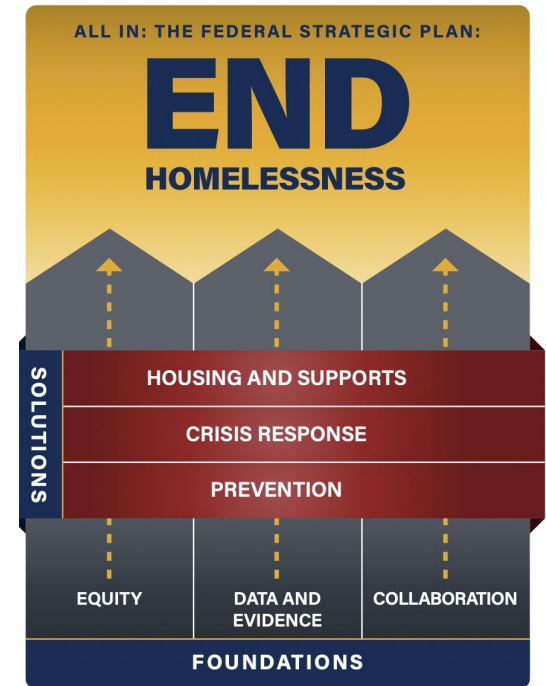 ALL IN: THE FEDERAL STRATEGIC PLAN:
END
HOMELESSNESS
SOLUTIONS
HOUSING AND SUPPORTS
CRISIS RESPONSE
PREVENTION
EQUITY
DATA AND
EVIDENCE
COLLABORATION
FOUNDATIONS